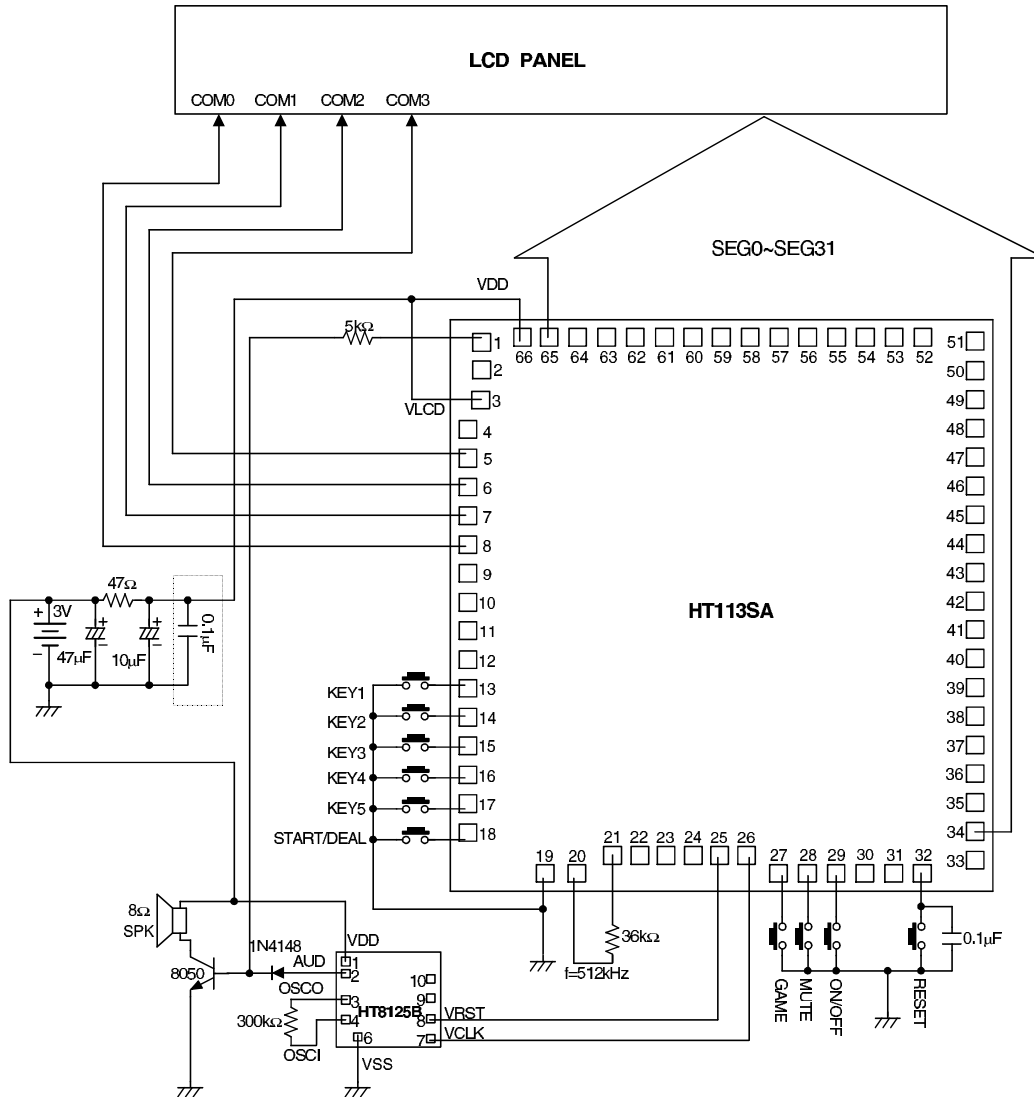 LCD PANEL
COM0 COM1 COM2 COM3
SEG0~SEG31
VDD
5kΩ
VLCD
1
2
3
4
5
6
7
8
9
10
11
12
13
14
15
16
17
18
66 65 64 63 62 61 60 59 58 57 56 55 54 53 52
51
50
49
48
47
46
45
44
43
42
41
40
39
38
37
36
35
34
33
HT113SA
47Ω
+ 3V
−
+
−
47μF
+
−
10μF
0.1μF
KEY1
KEY2
KEY3
KEY4
KEY5
START/DEAL
19 20 21 22 23 24 25 26 27 28 29 30 31 32
36kΩ
f=512kHz
0.1μF
GAME
MUTE
ON/OFF
RESET
8Ω
SPK
8050
1N4148
AUD
VDD
OSCO
300kΩ
OSCI
VSS
HT8125B
1
2
3
4
6
10
9
8
7
VRST
VCLK